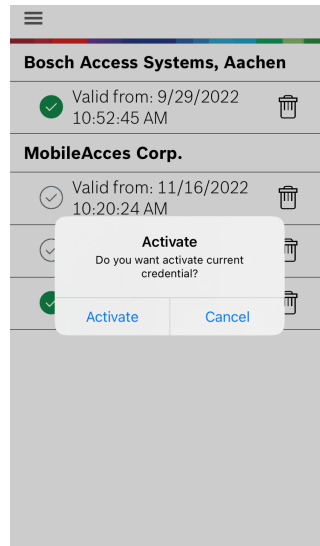 Bosch Access Systems, Aachen
Valid from: 9/29/2022
10:52:45 AM
MobileAcces Corp.
Valid from: 11/16/2022
10:20:24 AM
Activate
Do you want activate current
credential?
Activate
Cancel